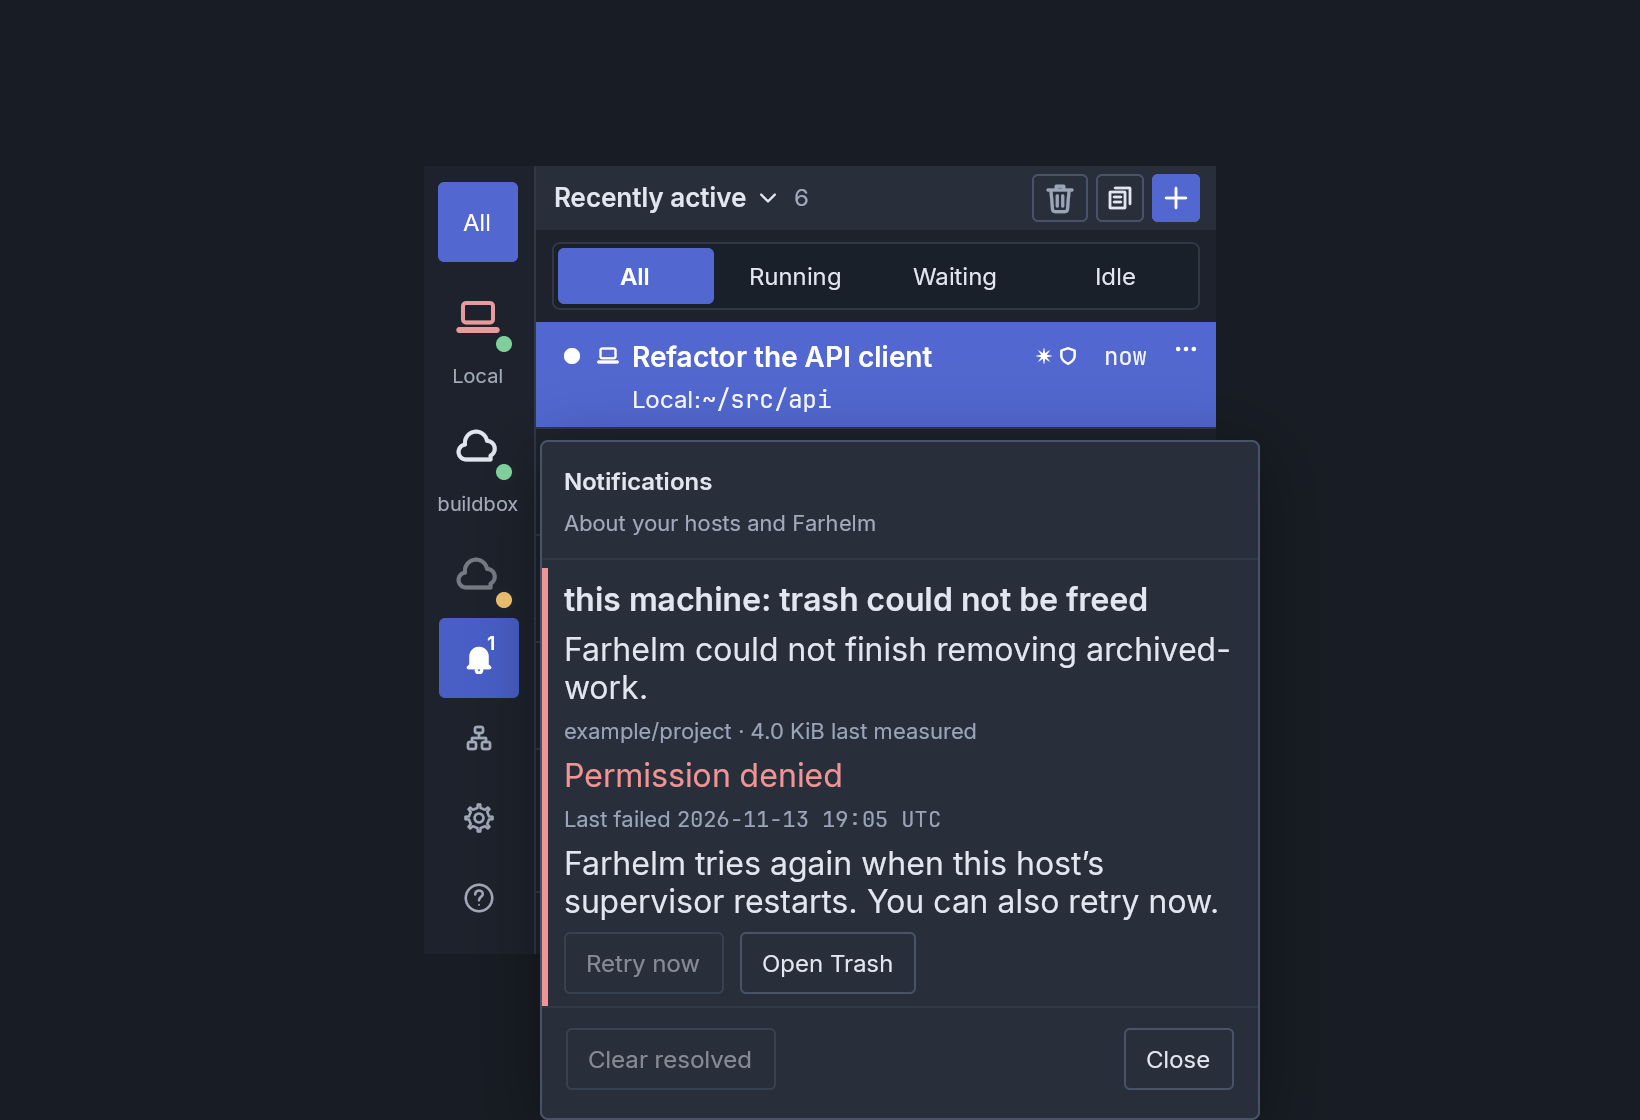 All
Local
buildbox
1
Recently active 6
All Running Waiting Idle
Refactor the API client now
Local:~/src/api
Notifications
About your hosts and Farhelm
this machine: trash could not be freed
Farhelm could not finish removing archived-
work.
example/project · 4.0 KiB last measured
Permission denied
Last failed 2026-11-13 19:05 UTC
Farhelm tries again when this host’s
supervisor restarts. You can also retry now.
Retry now Open Trash
Clear resolved Close